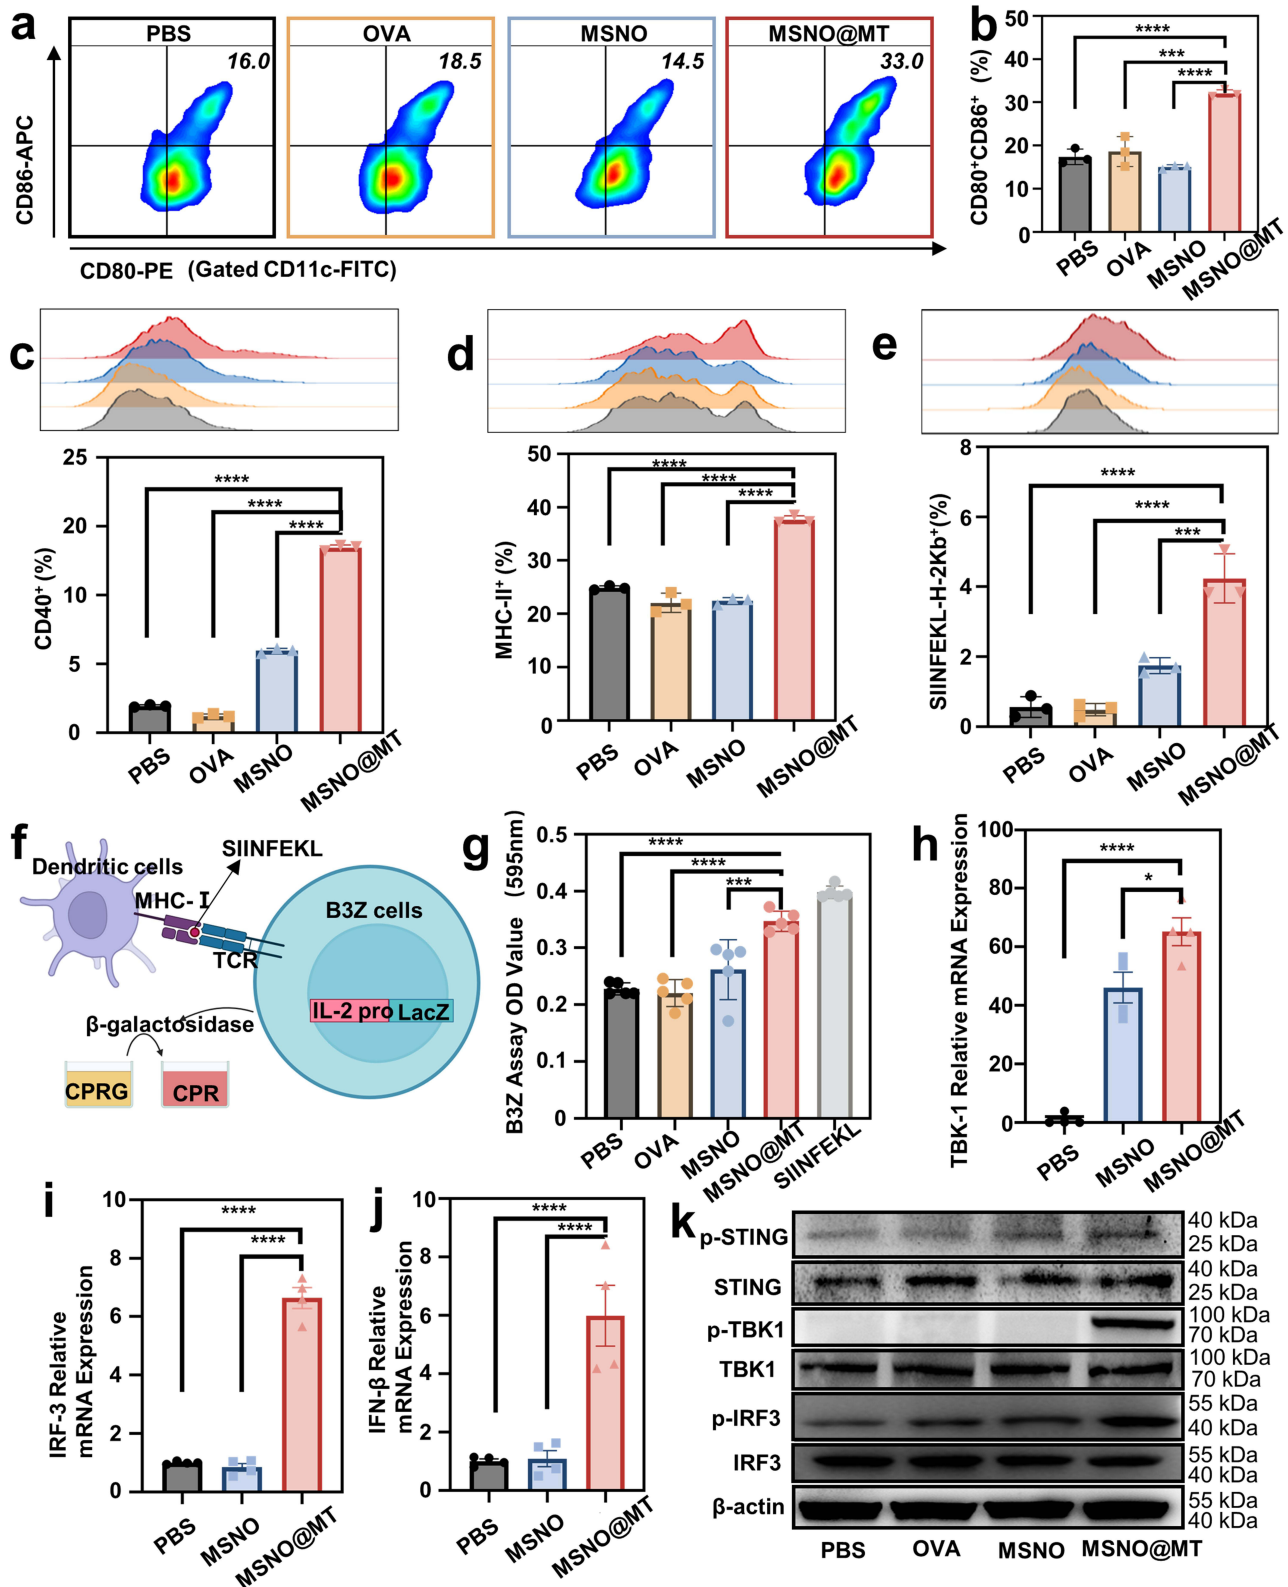 a
PBS
OVA
MSNO
MSNO@MT
16.0
18.5
14.5
33.0
CD86-APC
CD80-PE (Gated CD11c-FITC)
b
CD80⁺CD86⁺ (%)
50
40
30
20
10
0
****
***
****
PBS
OVA
MSNO
MSNO@MT
c
CD40⁺ (%)
25
20
10
5
0
****
****
****
PBS
OVA
MSNO
MSNO@MT
d
MHC-II⁺ (%)
50
40
30
20
10
0
****
****
****
PBS
OVA
MSNO
MSNO@MT
e
SIINFEKL-H-2Kb⁺(%)
8
6
4
2
0
****
****
***
PBS
OVA
MSNO
MSNO@MT
f
SIINFEKL
Dendritic cells
MHC-I
B3Z cells
TCR
IL-2 pro LacZ
β-galactosidase
CPRG
CPR
g
B3Z Assay OD Value (595nm)
0.5
0.4
0.3
0.2
0.1
0
****
****
***
PBS
OVA
MSNO
MSNO@MT
SIINFEKL
h
TBK-1 Relative mRNA Expression
100
80
60
40
20
0
****
*
PBS
MSNO
MSNO@MT
i
IRF-3 Relative
mRNA Expression
10
8
6
4
2
0
****
****
PBS
MSNO
MSNO@MT
j
IFN-β Relative
mRNA Expression
10
8
6
4
2
0
****
****
PBS
MSNO
MSNO@MT
k
p-STING
40 kDa
25 kDa
STING
40 kDa
25 kDa
p-TBK1
100 kDa
70 kDa
TBK1
100 kDa
70 kDa
p-IRF3
55 kDa
40 kDa
IRF3
55 kDa
40 kDa
β-actin
55 kDa
40 kDa
PBS
OVA
MSNO
MSNO@MT